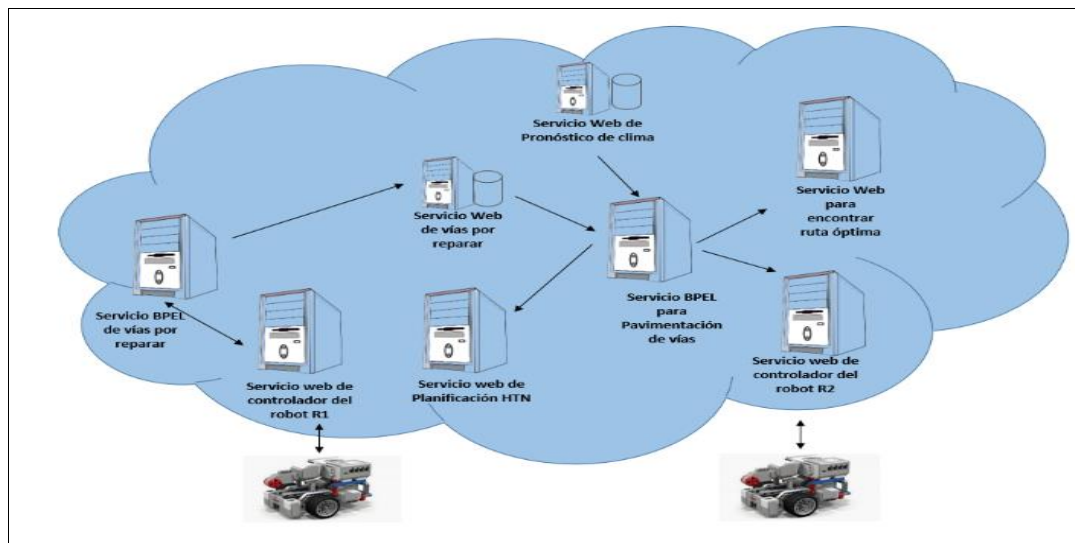 Servicio Web de
Pronóstico de clima
Servicio Web
de vías por
reparar
Servicio Web
para
encontrar
ruta óptima
Servicio BPEL
de vías por
reparar
Servicio BPEL
para
Pavimentación
de vías
Servicio web de
controlador del
robot R1
Servicio web de
Planificación HTN
Servicio web de
controlador del
robot R2